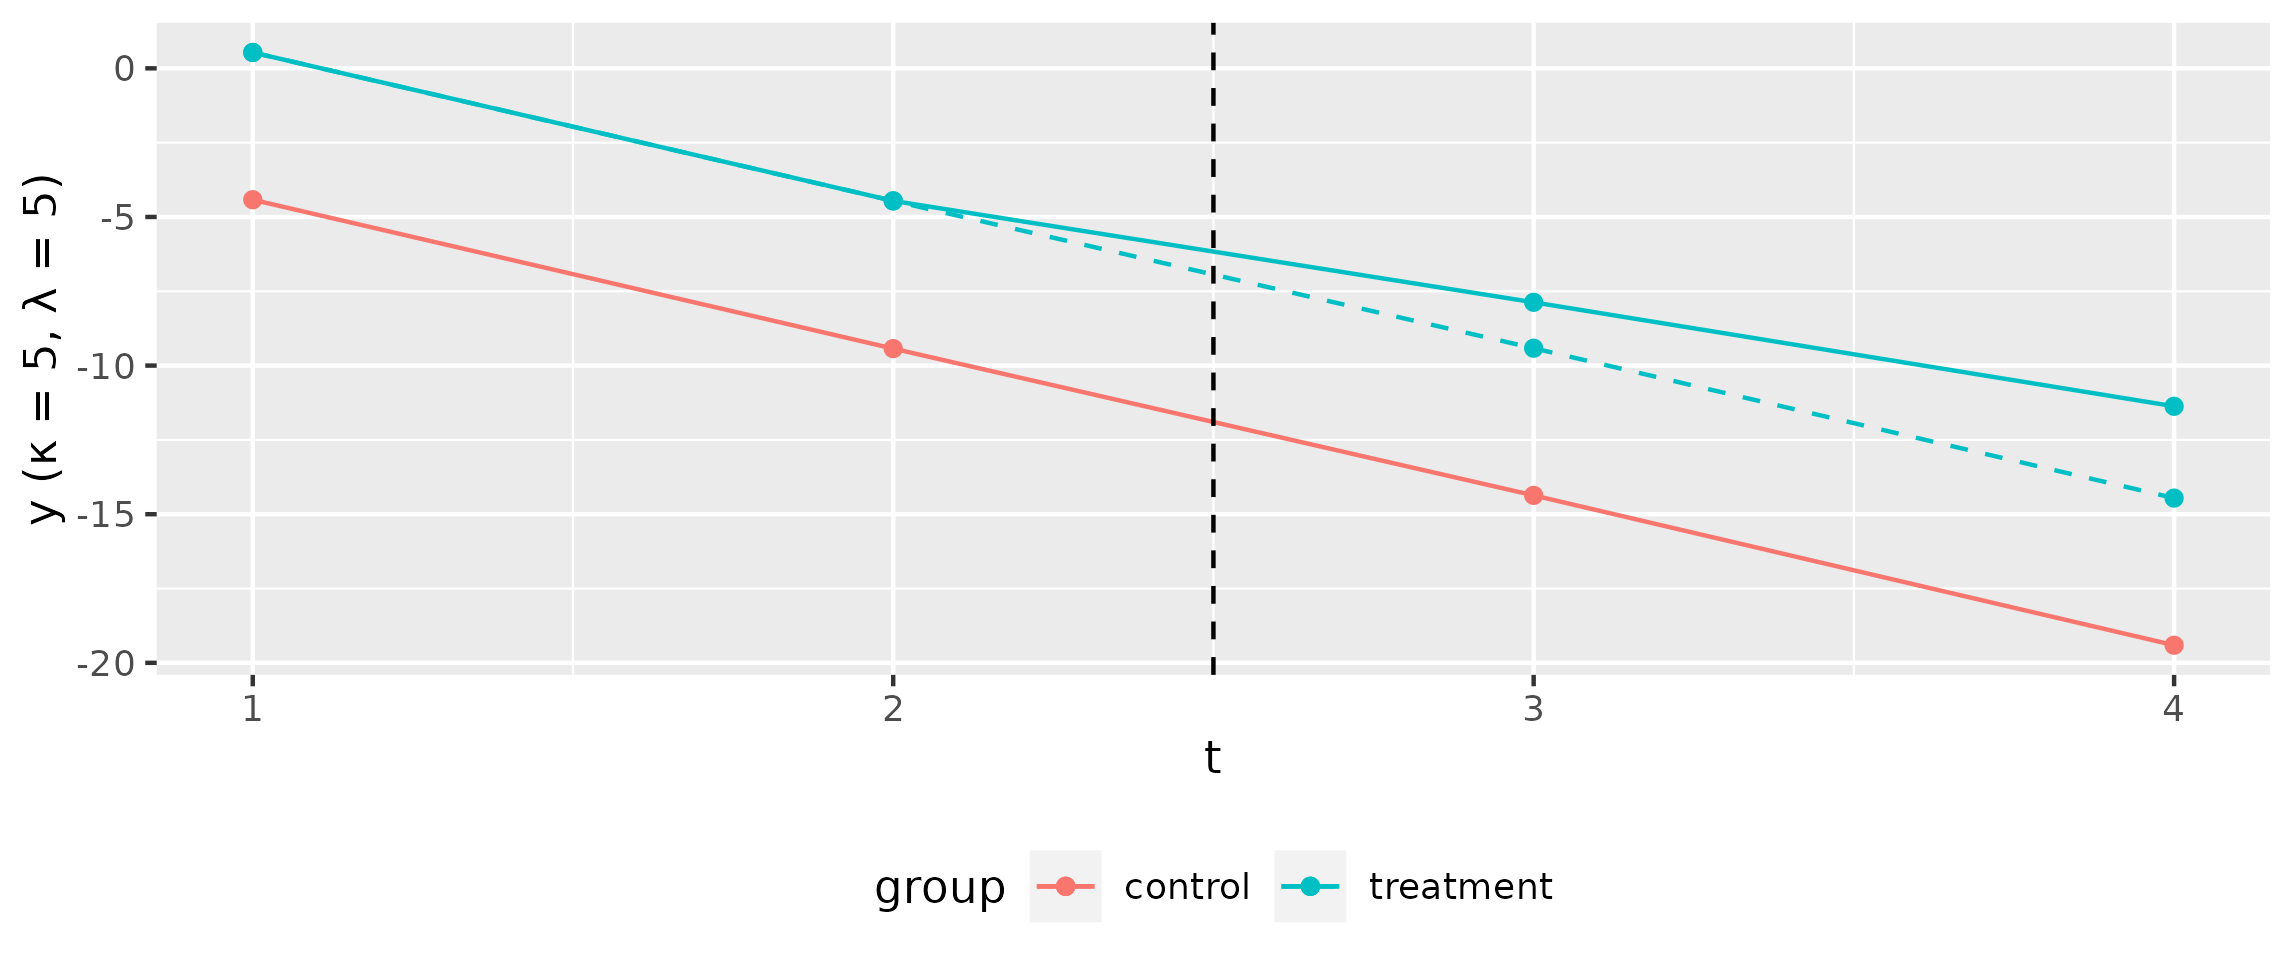 y (κ = 5, λ = 5)
0
-5
-10
-15
-20
1 2 3 4
t
group control treatment